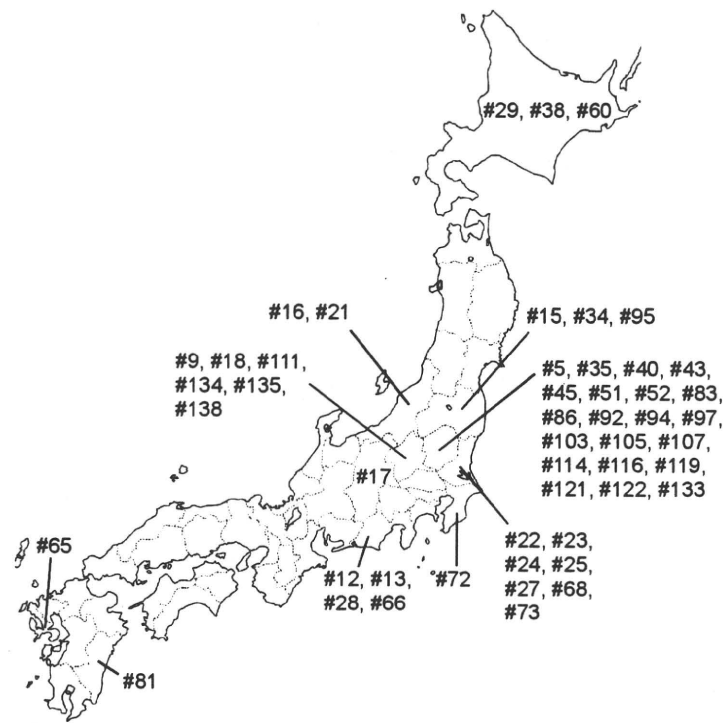 #29, #38, #60
#16, #21
#15, #34, #95
#9, #18, #111,
#134, #135,
#138
#5, #35, #40, #43,
#45, #51, #52, #83,
#86, #92, #94, #97,
#103, #105, #107,
#114, #116, #119,
#121, #122, #133
#17
#65
#12, #13,
#28, #66
#72
#22, #23,
#24, #25,
#27, #68,
#73
#81